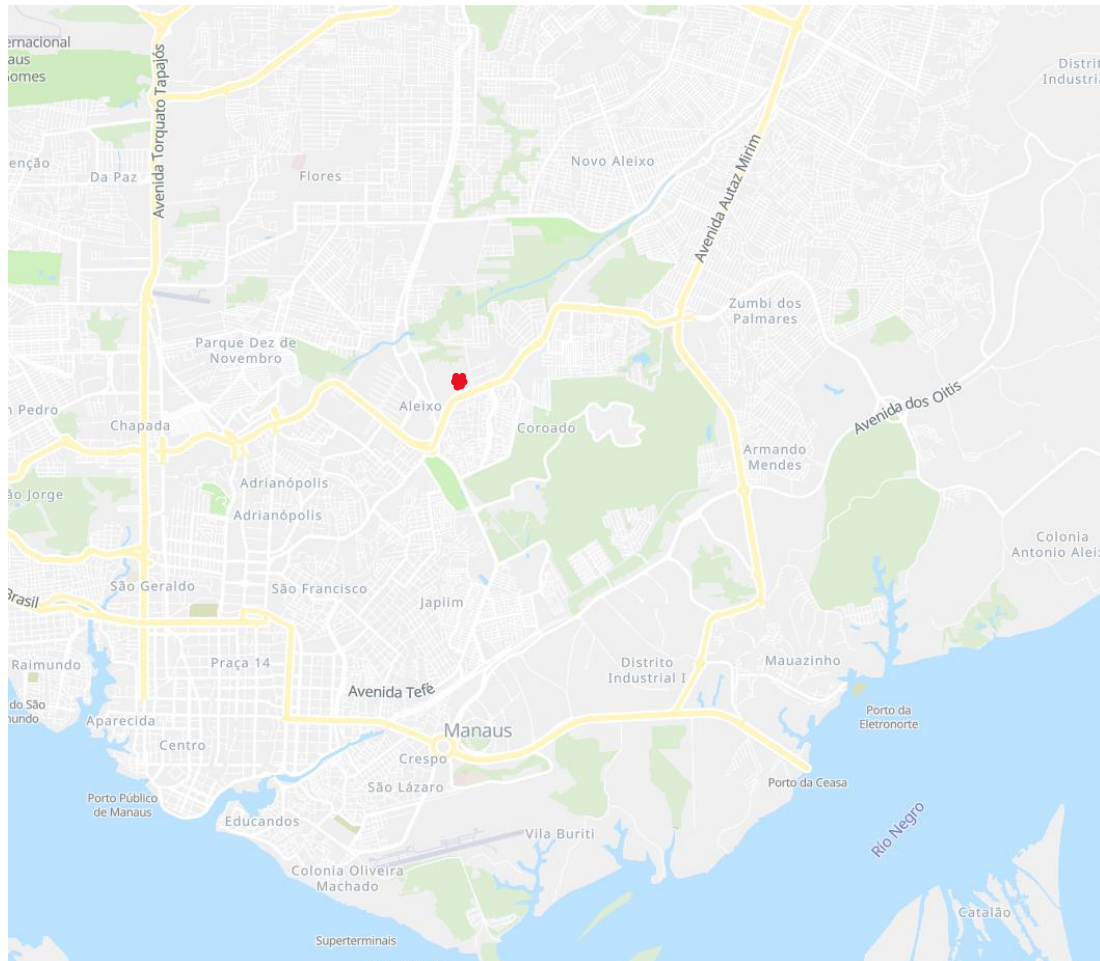 ernacional
aus
omes
Avenida Torquato Tapajós
Distrit
Industria
enção
Da Paz
Flores
Novo Aleixo
Avenida Autaz Mirim
Zumbi dos
Palmares
Parque Dez de
Novembro
Aleixo
n Pedro
Chapada
Coroado
Avenida dos Oitis
Armando
Mendes
Adrianópolis
ão Jorge
Adrianópolis
Colonia
Antonio Aleix
Brasil
São Geraldo
São Francisco
Japiim
Raimundo
Praça 14
Distrito
Industrial I
Mauazinho
Avenida Tefé
do São
mundo
Aparecida
Porto da
Eletronorte
Manaus
Centro
Crespo
São Lázaro
Porto da Ceasa
Porto Público
de Manaus
Educandos
Vila Buriti
Río Negro
Colonia Oliveira
Machado
Catalão
Superterminais